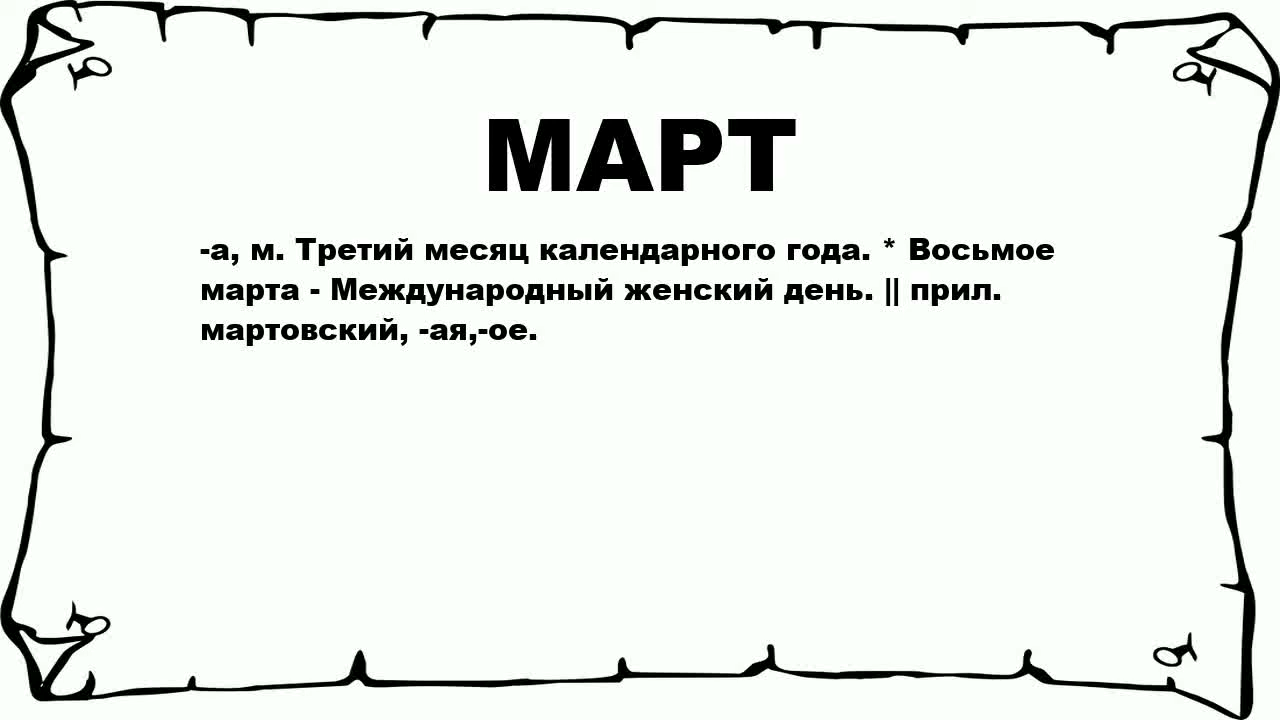 МАРТ
-а, м. Третий месяц календарного года. * Восьмое
марта - Международный женский день. || прил.
мартовский, -ая,-ое.